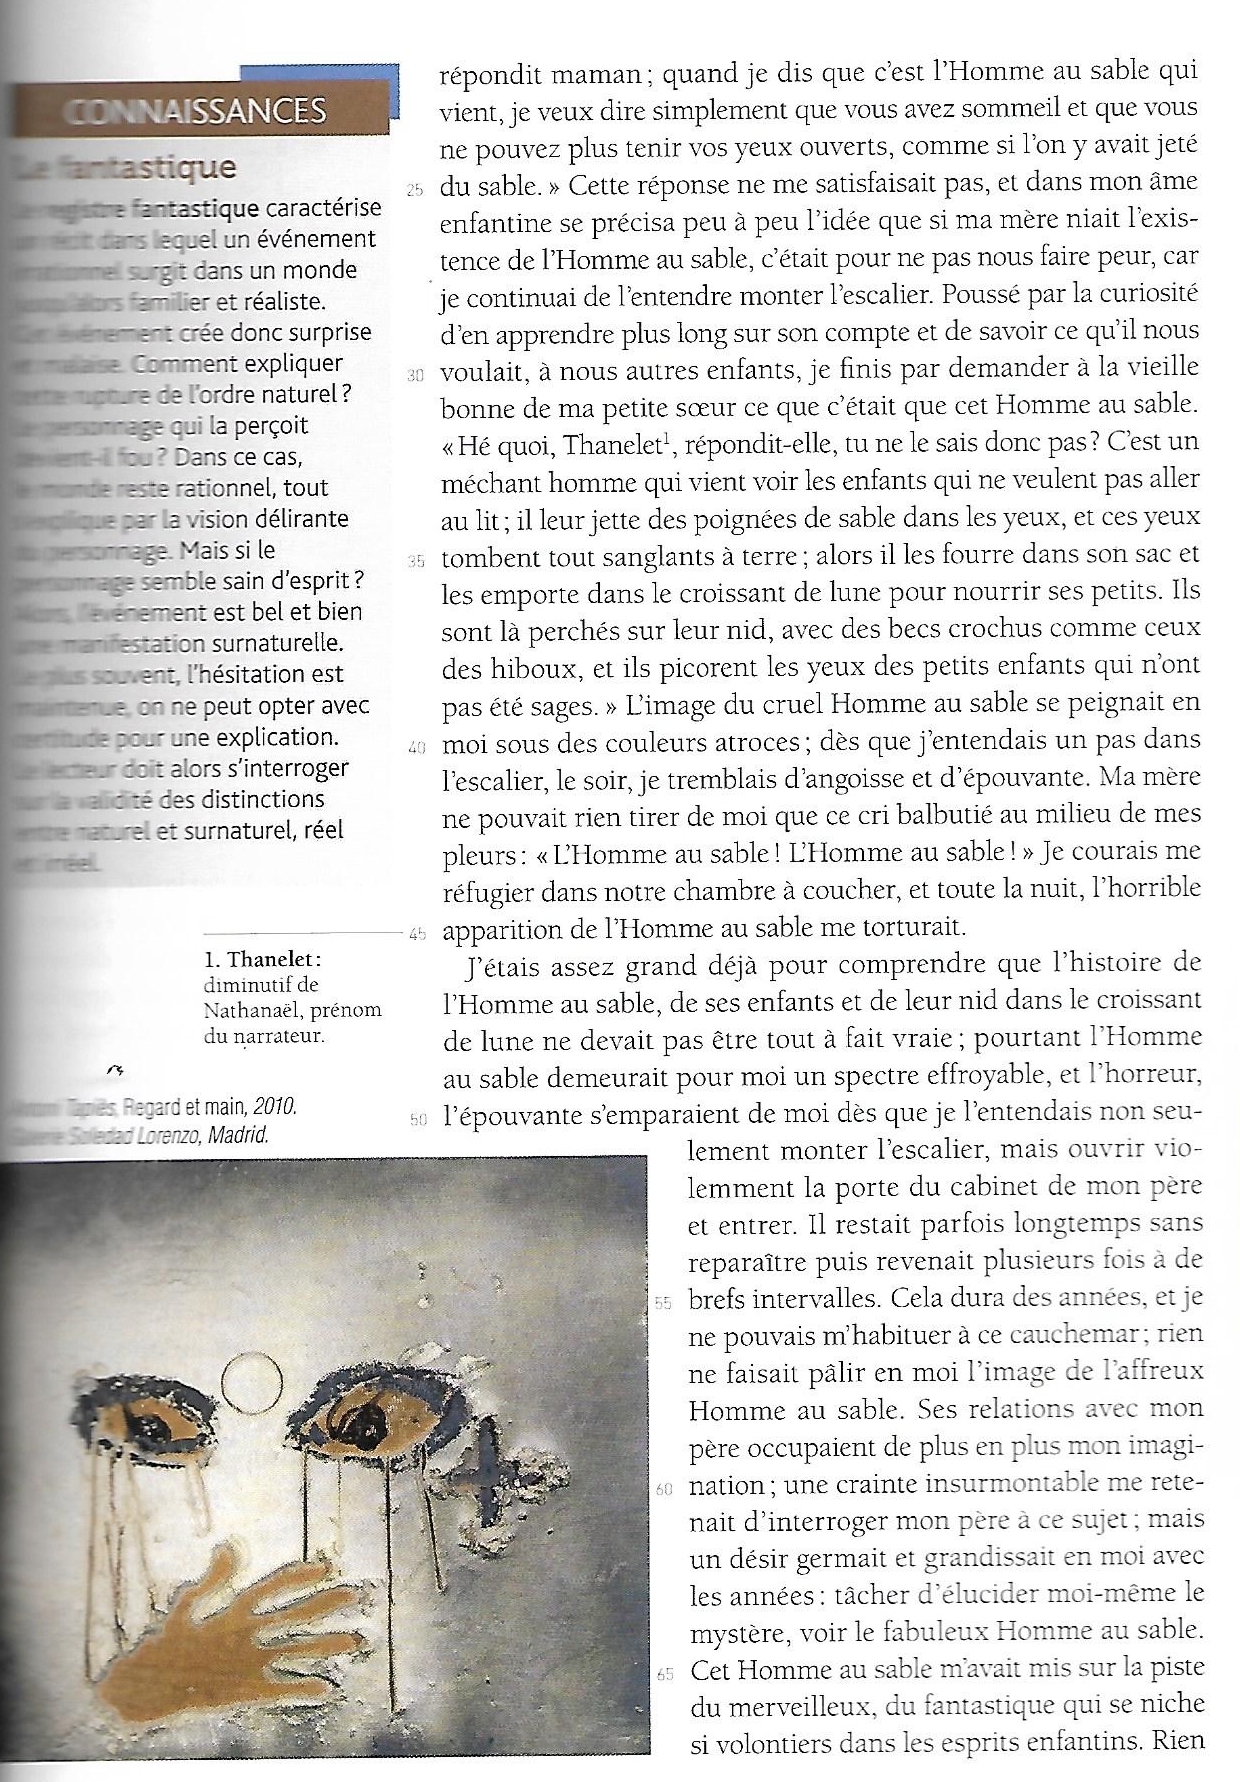 CONNAISSANCES
Le fantastique
Le registre fantastique caractérise
un récit dans lequel un événement
irrationnel surgit dans un monde
jusqu'alors familier et réaliste.
Cet événement crée donc surprise
et malaise. Comment expliquer
cette rupture de l'ordre naturel ?
Le personnage qui la perçoit
devient-il fou ? Dans ce cas,
le monde reste rationnel, tout
s'explique par la vision délirante
du personnage. Mais si le
personnage semble sain d'esprit ?
Alors, l'événement est bel et bien
une manifestation surnaturelle.
Le plus souvent, l'hésitation est
maintenue, on ne peut opter avec
certitude pour une explication.
Le lecteur doit alors s'interroger
sur la validité des distinctions
entre naturel et surnaturel, réel
et irréel.
1. Thanelet :
diminutif de
Nathanaël, prénom
du narrateur.
Tapiès, Regard et main, 2010.
Galerie Soledad Lorenzo, Madrid.
répondit maman ; quand je dis que c'est l'Homme au sable qui
vient, je veux dire simplement que vous avez sommeil et que vous
ne pouvez plus tenir vos yeux ouverts, comme si l'on y avait jeté
25 du sable. » Cette réponse ne me satisfaisait pas, et dans mon âme
enfantine se précisa peu à peu l'idée que si ma mère niait l'exis-
tence de l'Homme au sable, c'était pour ne pas nous faire peur, car
je continuai de l'entendre monter l'escalier. Poussé par la curiosité
d'en apprendre plus long sur son compte et de savoir ce qu'il nous
30 voulait, à nous autres enfants, je finis par demander à la vieille
bonne de ma petite sœur ce que c'était que cet Homme au sable.
« Hé quoi, Thanelet¹, répondit-elle, tu ne le sais donc pas ? C'est un
méchant homme qui vient voir les enfants qui ne veulent pas aller
au lit ; il leur jette des poignées de sable dans les yeux, et ces yeux
35 tombent tout sanglants à terre ; alors il les fourre dans son sac et
les emporte dans le croissant de lune pour nourrir ses petits. Ils
sont là perchés sur leur nid, avec des becs crochus comme ceux
des hiboux, et ils picorent les yeux des petits enfants qui n'ont
pas été sages. » L'image du cruel Homme au sable se peignait en
40 moi sous des couleurs atroces ; dès que j'entendais un pas dans
l'escalier, le soir, je tremblais d'angoisse et d'épouvante. Ma mère
ne pouvait rien tirer de moi que ce cri balbutié au milieu de mes
pleurs : « L'Homme au sable ! L'Homme au sable ! » Je courais me
réfugier dans notre chambre à coucher, et toute la nuit, l'horrible
45 apparition de l'Homme au sable me torturait.
J'étais assez grand déjà pour comprendre que l'histoire de
l'Homme au sable, de ses enfants et de leur nid dans le croissant
de lune ne devait pas être tout à fait vraie ; pourtant l'Homme
au sable demeurait pour moi un spectre effroyable, et l'horreur,
50 l'épouvante s'emparaient de moi dès que je l'entendais non seu-
lement monter l'escalier, mais ouvrir vio-
lemment la porte du cabinet de mon père
et entrer. Il restait parfois longtemps sans
reparaître puis revenait plusieurs fois à de
55 brefs intervalles. Cela dura des années, et je
ne pouvais m'habituer à ce cauchemar ; rien
ne faisait pâlir en moi l'image de l'affreux
Homme au sable. Ses relations avec mon
père occupaient de plus en plus mon imagi-
60 nation ; une crainte insurmontable me rete-
nait d'interroger mon père à ce sujet ; mais
un désir germait et grandissait en moi avec
les années : tâcher d'élucider moi-même le
mystère, voir le fabuleux Homme au sable.
65 Cet Homme au sable m'avait mis sur la piste
du merveilleux, du fantastique qui se niche
si volontiers dans les esprits enfantins. Rien